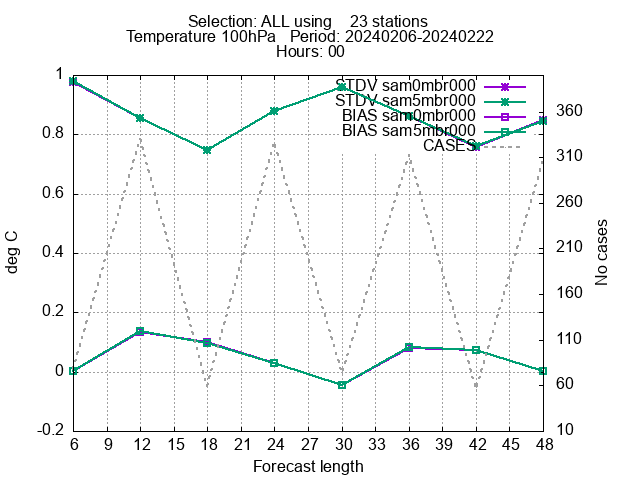 Selection: ALL using 23 stations
Temperature 100hPa Period: 20240206-20240222
Hours: 00
STDV sam0mbr000
STDV sam5mbr000
BIAS sam0mbr000
BIAS sam5mbr000
CASES
1
0.8
0.6
0.4
0.2
0
-0.2
deg C
360
310
260
210
160
110
60
10
No cases
6 9 12 15 18 21 24 27 30 33 36 39 42 45 48
Forecast length